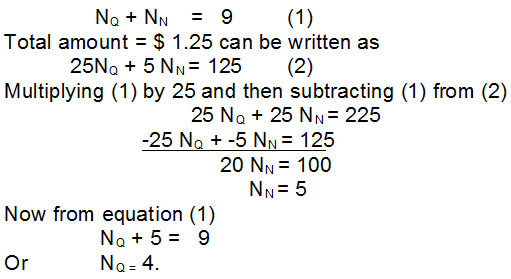 N_Q + N_N = 9 (1)
Total amount = $ 1.25 can be written as
25N_Q + 5 N_N = 125 (2)
Multiplying (1) by 25 and then subtracting (1) from (2)
25 N_Q + 25 N_N = 225
-25 N_Q + -5 N_N = 125
20 N_N = 100
N_N = 5
Now from equation (1)
N_Q + 5 = 9
Or N_Q = 4.